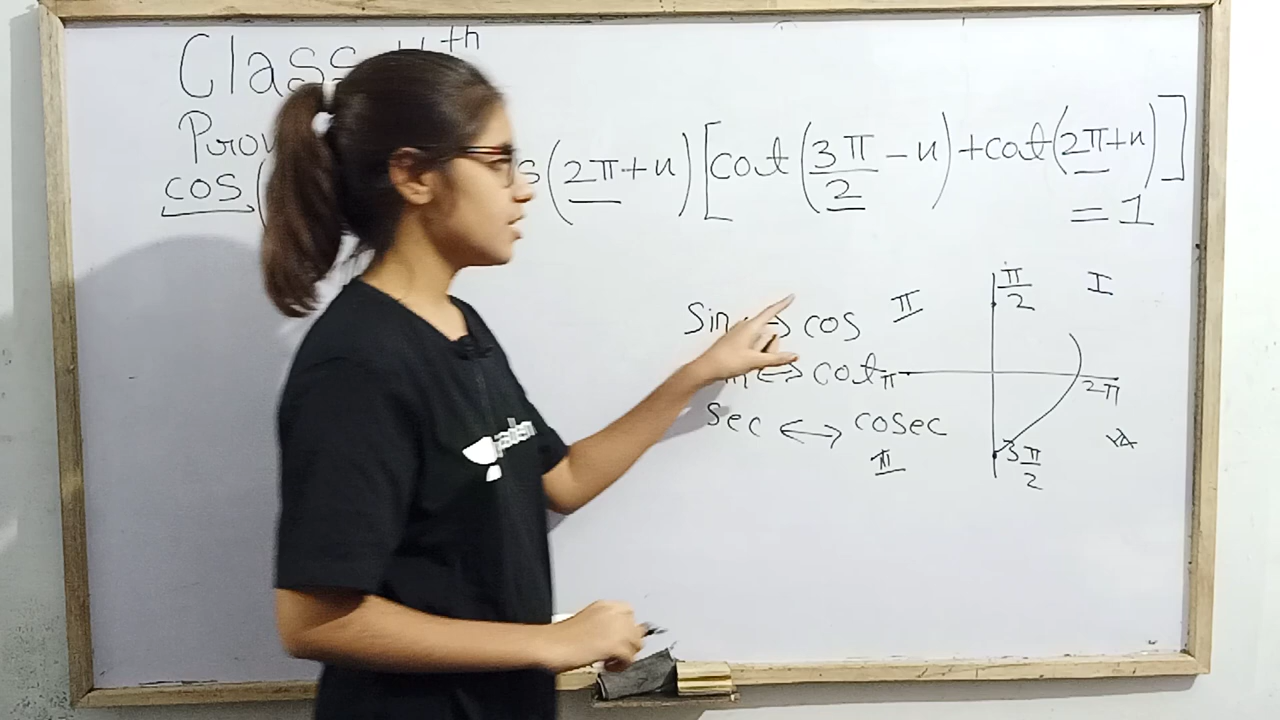 Class 11th
Prov
cos( s(2π+x)[cot(3π/2 -x)+cot(2π+x)]
=1
sin ↔ cos
↔ cot
sec ↔ cosec
II
π/2
I
π
2π
III
3π/2
IV